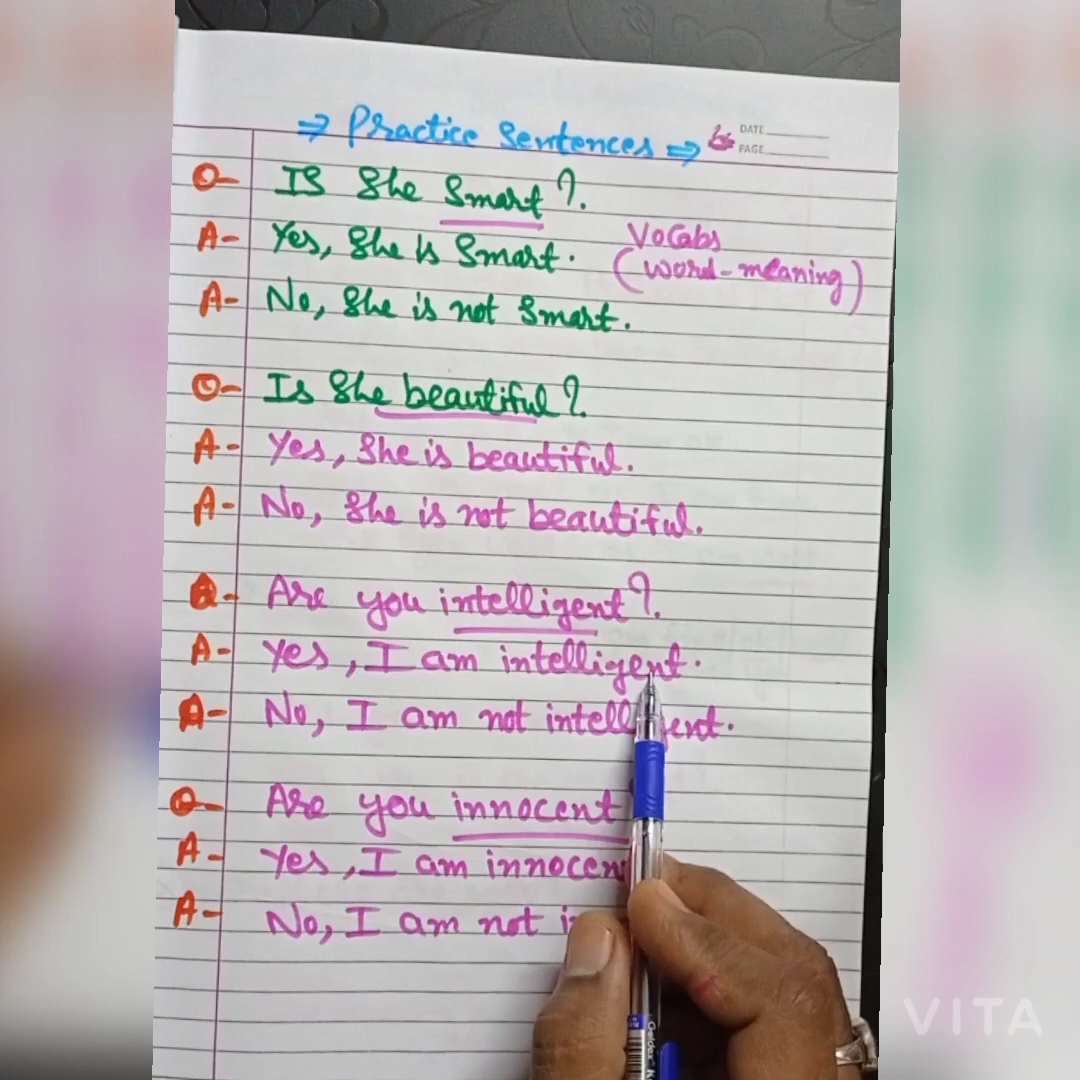 ⇒ Practice Sentences ⇒
DATE
PAGE
Q- Is She Smart?
A- Yes, She is Smart.
Vocabs
(word-meaning)
A- No, She is not Smart.
Q- Is She beautiful?
A- Yes, She is beautiful.
A- No, She is not beautiful.
Q- Are you intelligent?
A- Yes, I am intelligent.
A- No, I am not intelligent.
Q- Are you innocent
A- Yes, I am innocen
A- No, I am not
VITA